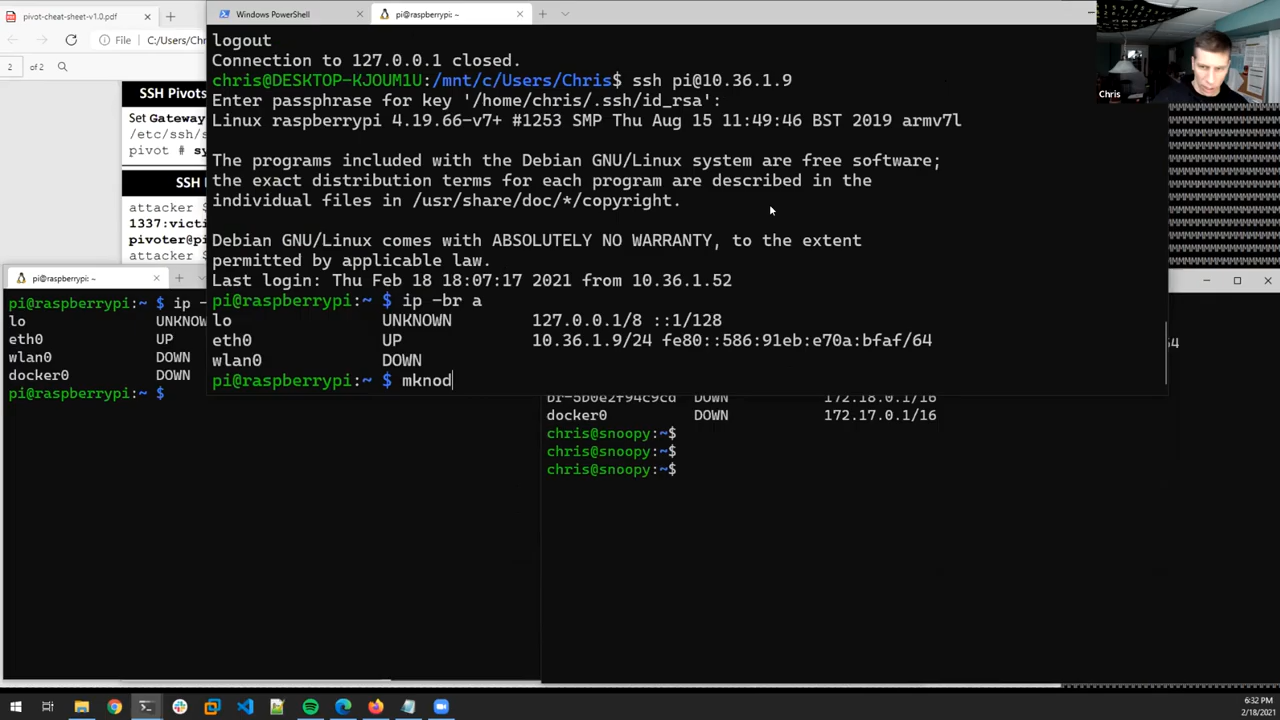 pivot-cheat-sheet-v1.0.pdf
File
C:/Users/Chr
2
of 2
SSH Pivots
Set Gateway
/etc/ssh/s
pivot # sy
SSH
attacker $
1337:victi
pivoter@pi
attacker $
Windows PowerShell
pi@raspberrypi: ~
logout
Connection to 127.0.0.1 closed.
chris@DESKTOP-KJOUM1U:/mnt/c/Users/Chris$ ssh pi@10.36.1.9
Enter passphrase for key '/home/chris/.ssh/id_rsa':
Linux raspberrypi 4.19.66-v7+ #1253 SMP Thu Aug 15 11:49:46 BST 2019 armv7l
The programs included with the Debian GNU/Linux system are free software;
the exact distribution terms for each program are described in the
individual files in /usr/share/doc/*/copyright.
Debian GNU/Linux comes with ABSOLUTELY NO WARRANTY, to the extent
permitted by applicable law.
Last login: Thu Feb 18 18:07:17 2021 from 10.36.1.52
pi@raspberrypi:~ $ ip -br a
lo UNKNOWN 127.0.0.1/8 ::1/128
eth0 UP 10.36.1.9/24 fe80::586:91eb:e70a:bfaf/64
wlan0 DOWN
pi@raspberrypi:~ $ mknod
Chris
pi@raspberrypi: ~
pi@raspberrypi:~ $ ip -
lo UNKNOW
eth0 UP
wlan0 DOWN
docker0 DOWN
pi@raspberrypi:~ $
br-5b0e2f94c9cd DOWN 172.18.0.1/16
docker0 DOWN 172.17.0.1/16
chris@snoopy:~$
chris@snoopy:~$
chris@snoopy:~$
6:32 PM
2/18/2021